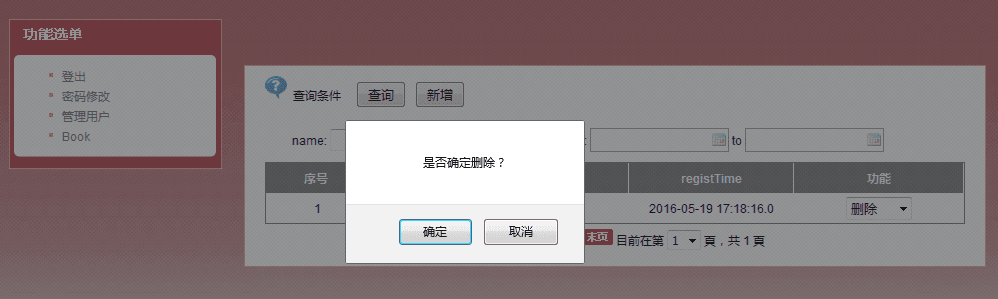 功能选单
登出
密码修改
管理用户
Book
查询条件 查询 新增
name: : to
是否确定删除？
确定 取消
序号 registTime 功能
1 2016-05-19 17:18:16.0 删除
末页 目前在第 1 頁，共 1 頁